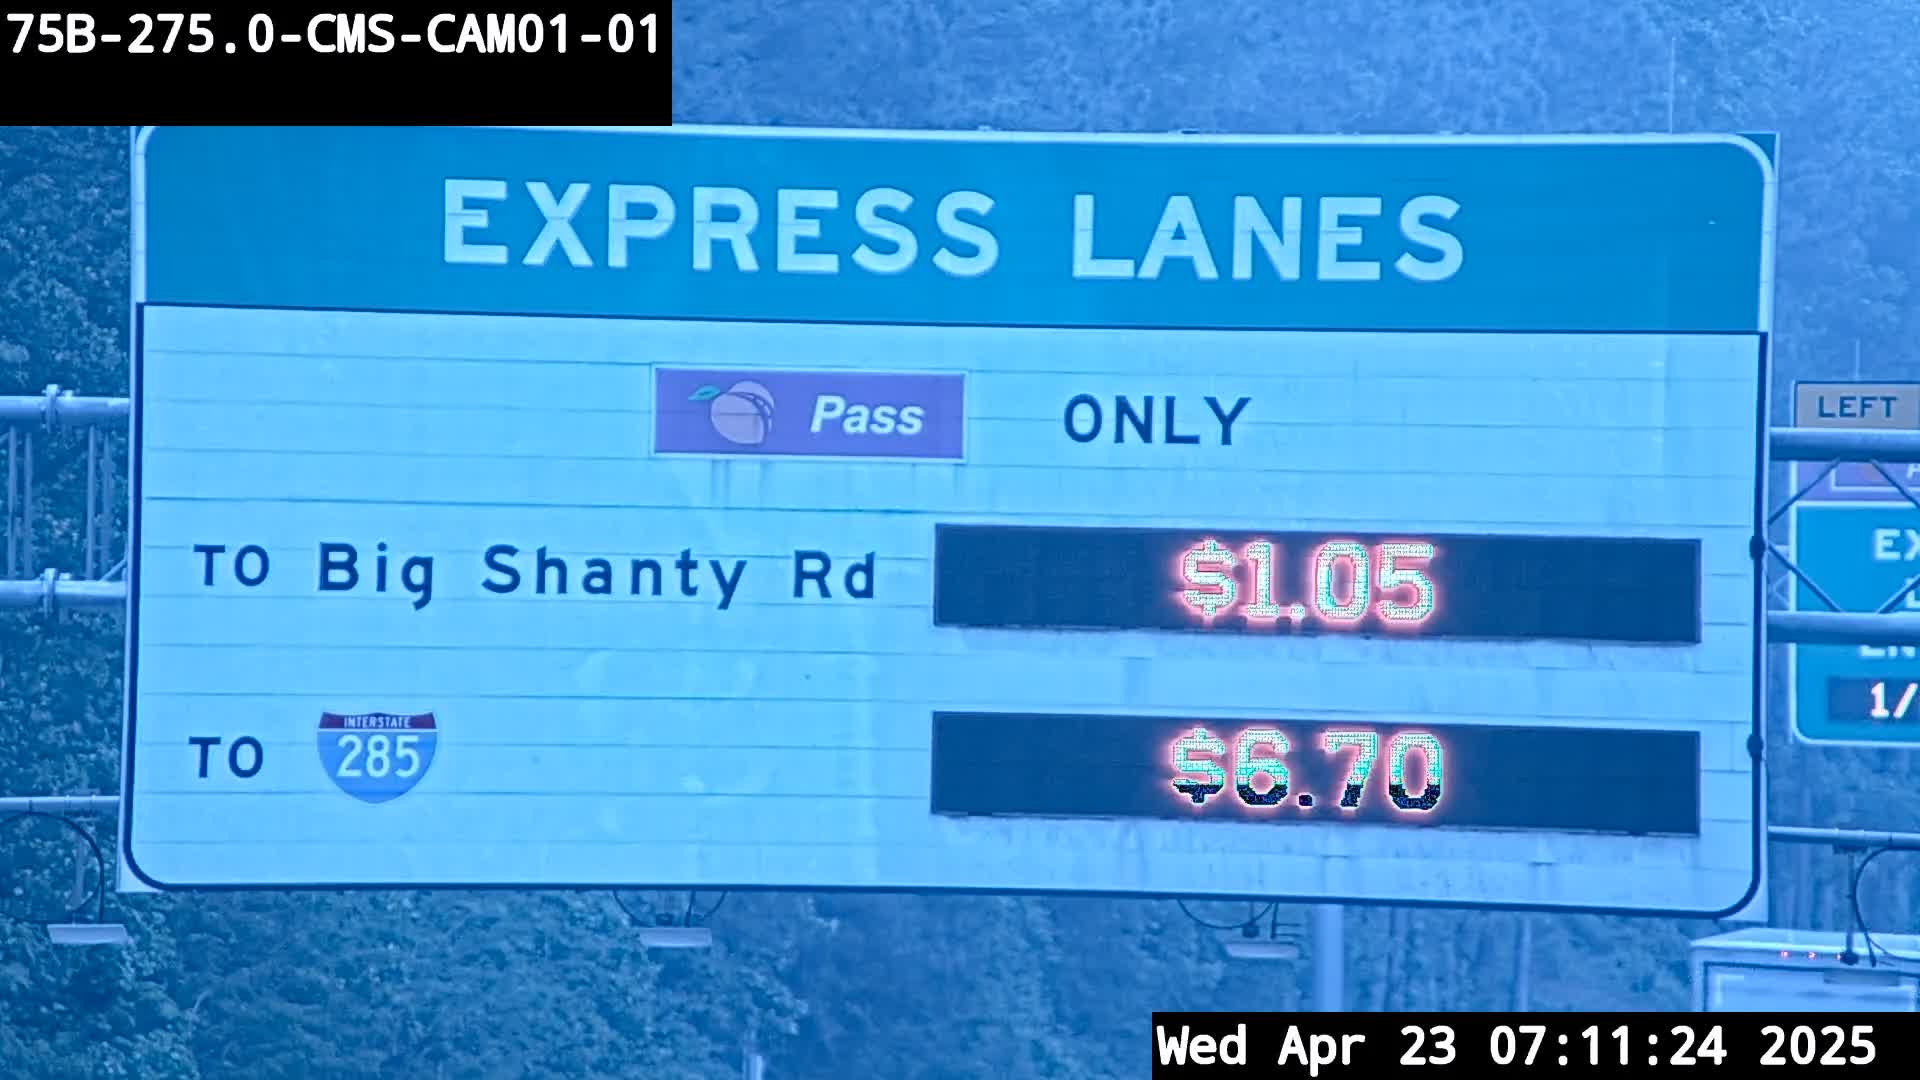 75B-275.0-CMS-CAM01-01
EXPRESS LANES
Pass ONLY
TO Big Shanty Rd $1.05
TO INTERSTATE 285 $6.70
LEFT
1/
Wed Apr 23 07:11:24 2025